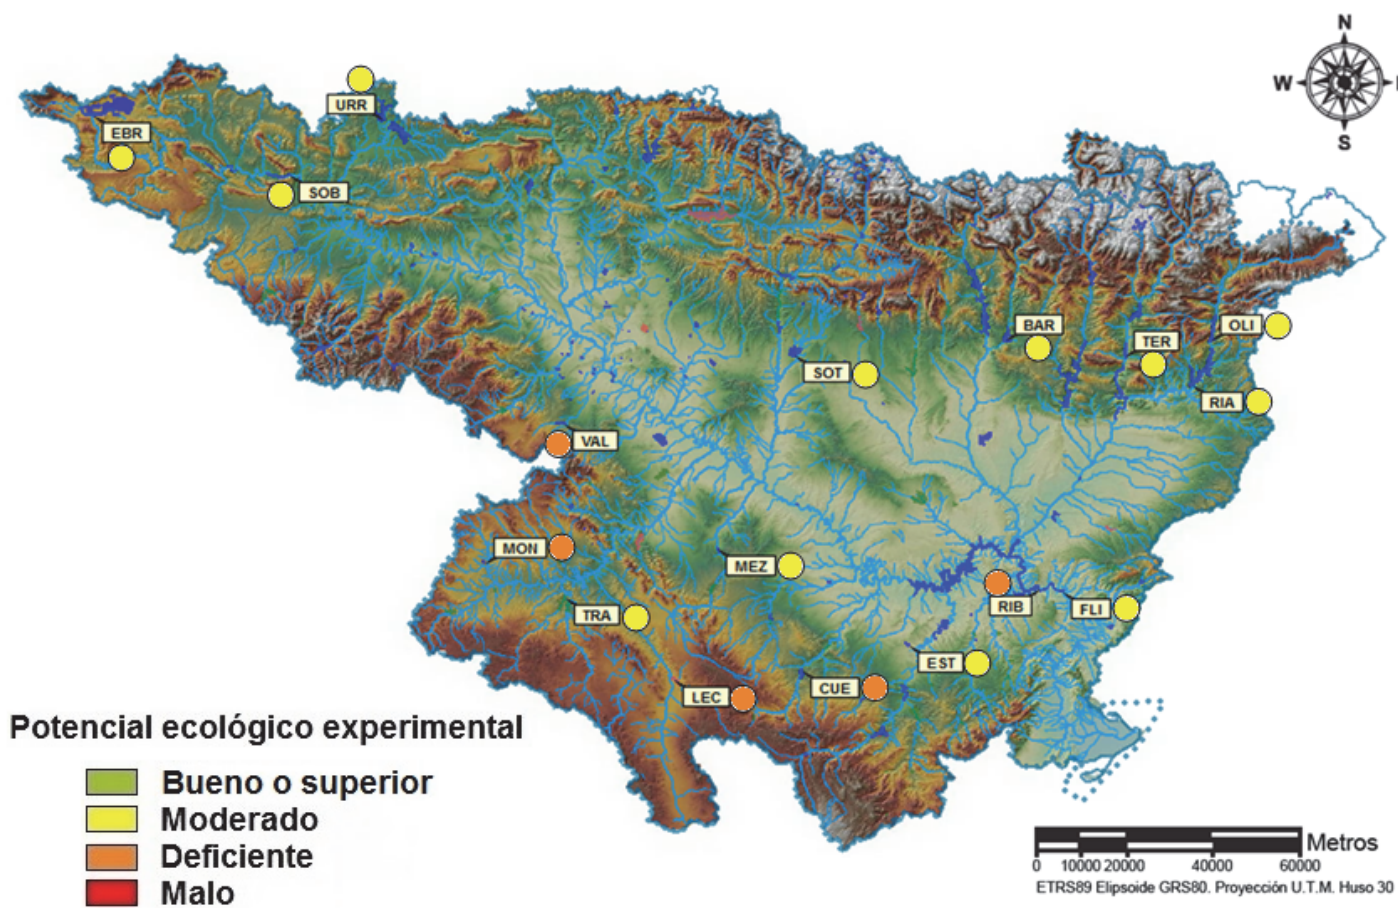 N
W
S
URR
EBR
SOB
BAR
OLI
TER
SOT
RIA
VAL
MON
MEZ
RIB
FLI
TRA
EST
CUE
LEC
Potencial ecológico experimental
Bueno o superior
Moderado
Deficiente
Malo
Metros
0 10000 20000 40000 60000
ETRS89 Elipsoide GRS80. Proyección U.T.M. Huso 30